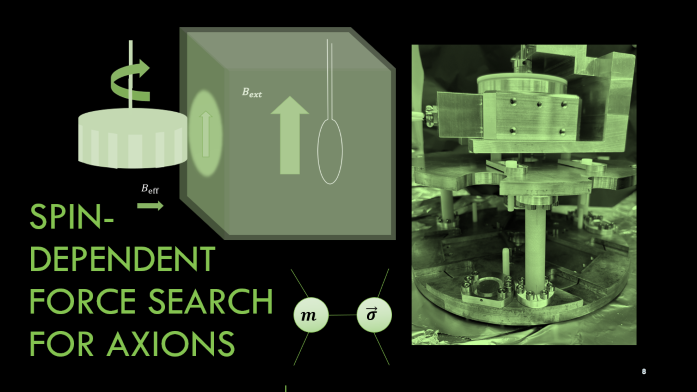 B_ext
B_eff
SPIN-
DEPENDENT
FORCE SEARCH
FOR AXIONS
m
σ⃗
8